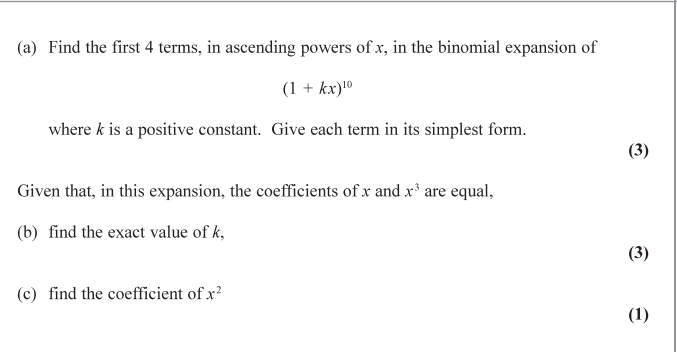 (a) Find the first 4 terms, in ascending powers of x, in the binomial expansion of
(1 + kx)¹⁰
where k is a positive constant. Give each term in its simplest form.
(3)
Given that, in this expansion, the coefficients of x and x³ are equal,
(b) find the exact value of k,
(3)
(c) find the coefficient of x²
(1)